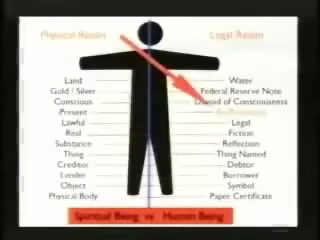 Physical Realm Legal Realm
Land Water
Gold / Silver Federal Reserve Note
Conscious Devoid of Consciousness
Present
Lawful Legal
Real Fiction
Substance Reflection
Thing Thing Named
Creditor Debtor
Lender Borrower
Object Symbol
Physical Body Paper Certificate
Spiritual Being vs Human Being